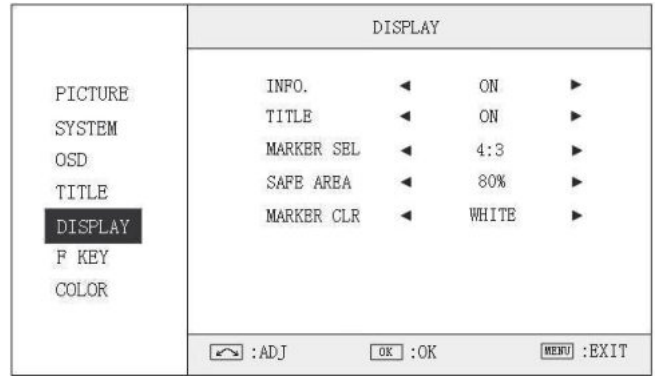 DISPLAY
PICTURE
SYSTEM
OSD
TITLE
DISPLAY
F KEY
COLOR
INFO. ◄ ON ►
TITLE ◄ ON ►
MARKER SEL ◄ 4:3 ►
SAFE AREA ◄ 80% ►
MARKER CLR ◄ WHITE ►
:ADJ OK :OK MENU :EXIT